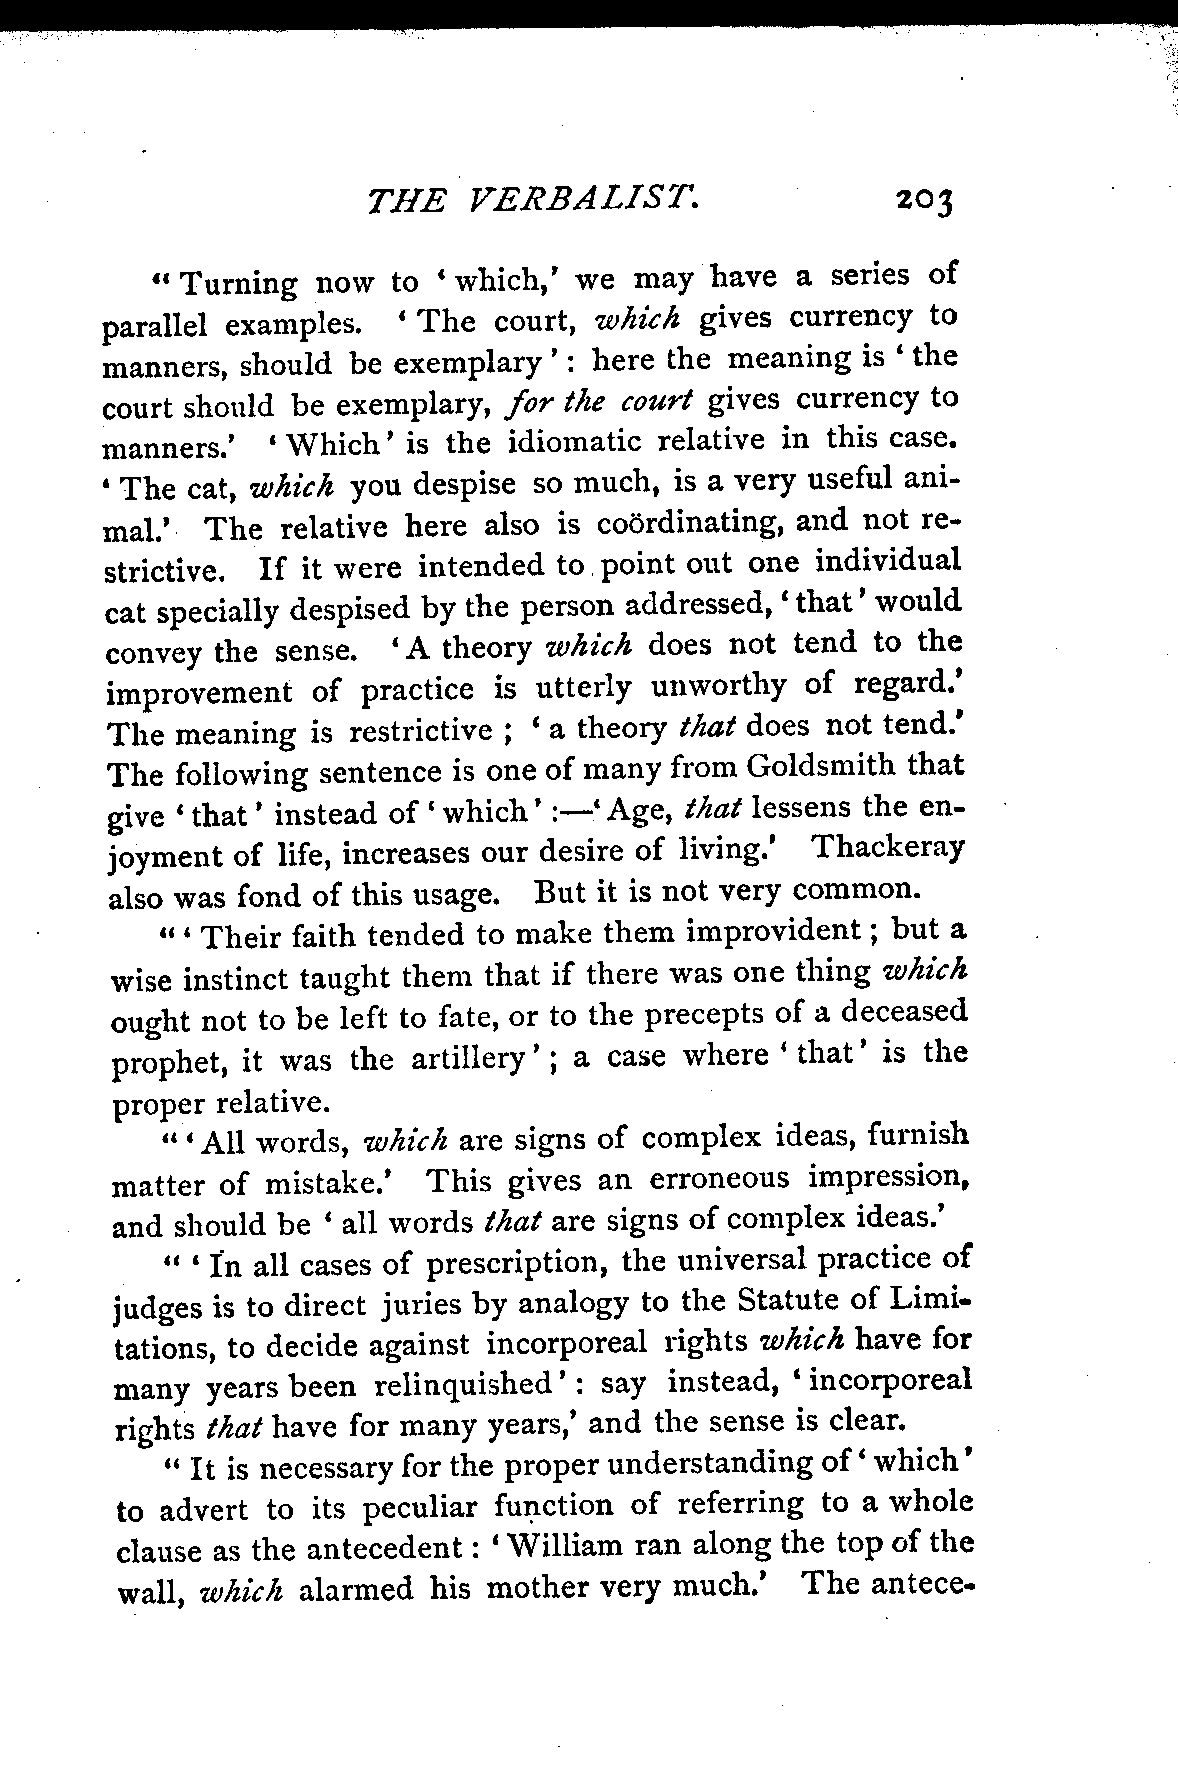 THE VERBALIST. 203
“ Turning now to ‘ which,’ we may have a series of
parallel examples. ‘ The court, which gives currency to
manners, should be exemplary ’ : here the meaning is ‘ the
court should be exemplary, for the court gives currency to
manners.’ ‘ Which ’ is the idiomatic relative in this case.
‘ The cat, which you despise so much, is a very useful ani-
mal.’ The relative here also is coördinating, and not re-
strictive. If it were intended to point out one individual
cat specially despised by the person addressed, ‘ that ’ would
convey the sense. ‘ A theory which does not tend to the
improvement of practice is utterly unworthy of regard.’
The meaning is restrictive ; ‘ a theory that does not tend.’
The following sentence is one of many from Goldsmith that
give ‘ that ’ instead of ‘ which ’ :—‘ Age, that lessens the en-
joyment of life, increases our desire of living.’ Thackeray
also was fond of this usage. But it is not very common.
“ ‘ Their faith tended to make them improvident ; but a
wise instinct taught them that if there was one thing which
ought not to be left to fate, or to the precepts of a deceased
prophet, it was the artillery ’ ; a case where ‘ that ’ is the
proper relative.
“ ‘ All words, which are signs of complex ideas, furnish
matter of mistake.’ This gives an erroneous impression,
and should be ‘ all words that are signs of complex ideas.’
“ ‘ In all cases of prescription, the universal practice of
judges is to direct juries by analogy to the Statute of Limi-
tations, to decide against incorporeal rights which have for
many years been relinquished ’ : say instead, ‘ incorporeal
rights that have for many years,’ and the sense is clear.
“ It is necessary for the proper understanding of ‘ which ’
to advert to its peculiar function of referring to a whole
clause as the antecedent : ‘ William ran along the top of the
wall, which alarmed his mother very much.’ The antece-